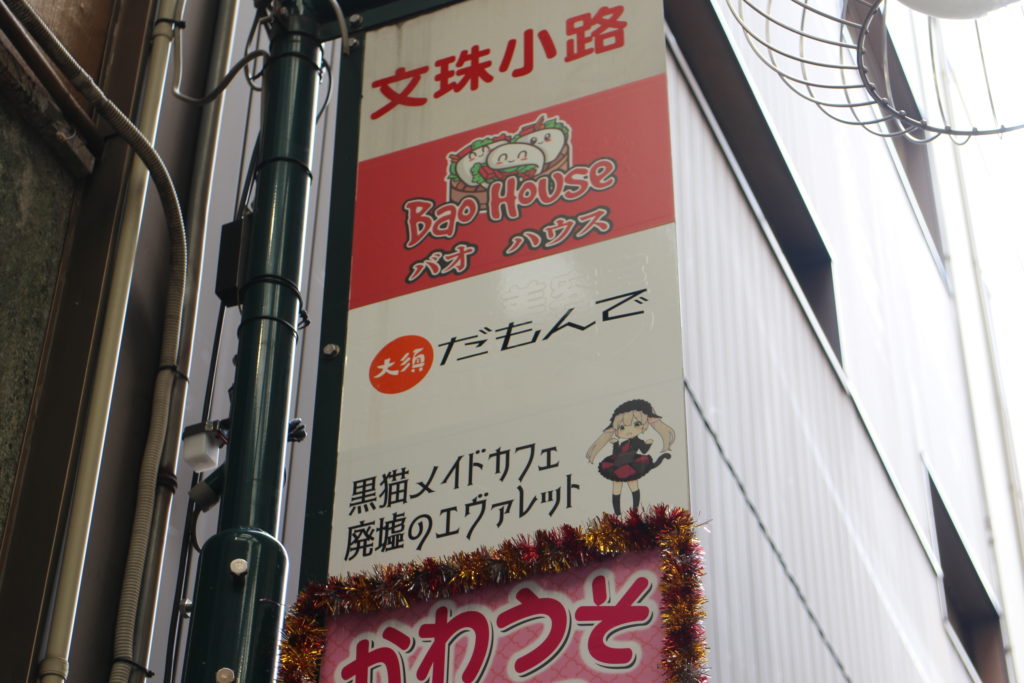 文珠小路
Bao House
バオ ハウス
大須 だもんで
黒猫メイドカフェ
廃墟のエヴァレット
かわうそ